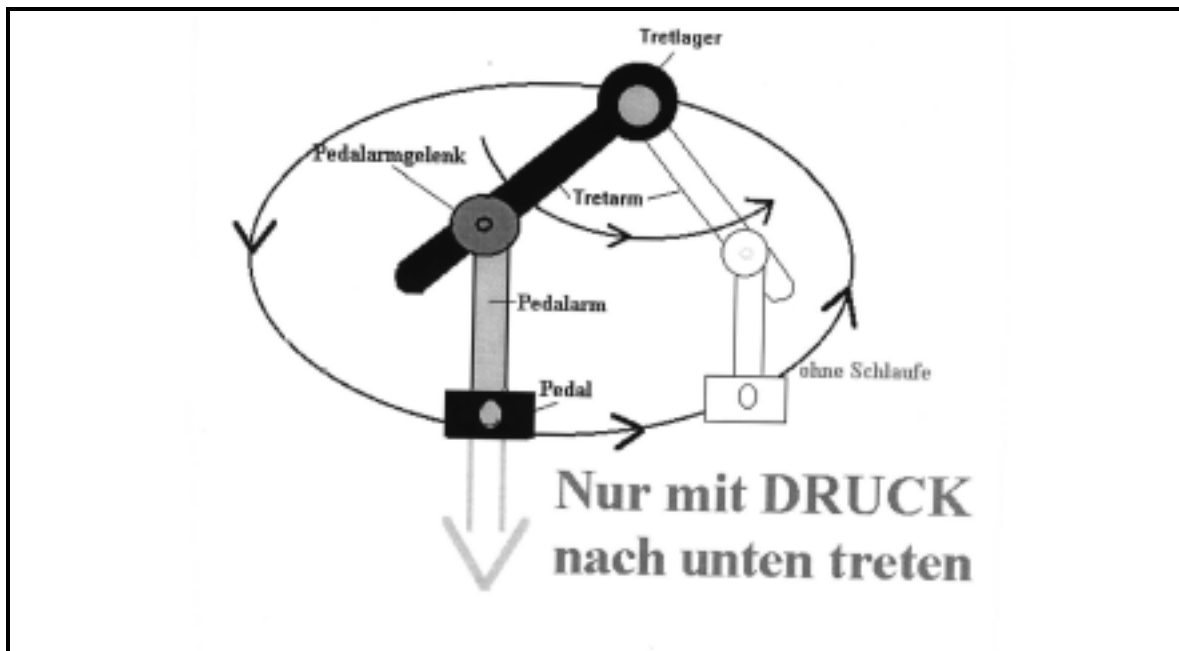 Tretlager
Pedalarmgelenk
Tretarm
Pedalarm
ohne Schlaufe
Pedal
Nur mit DRUCK
nach unten treten